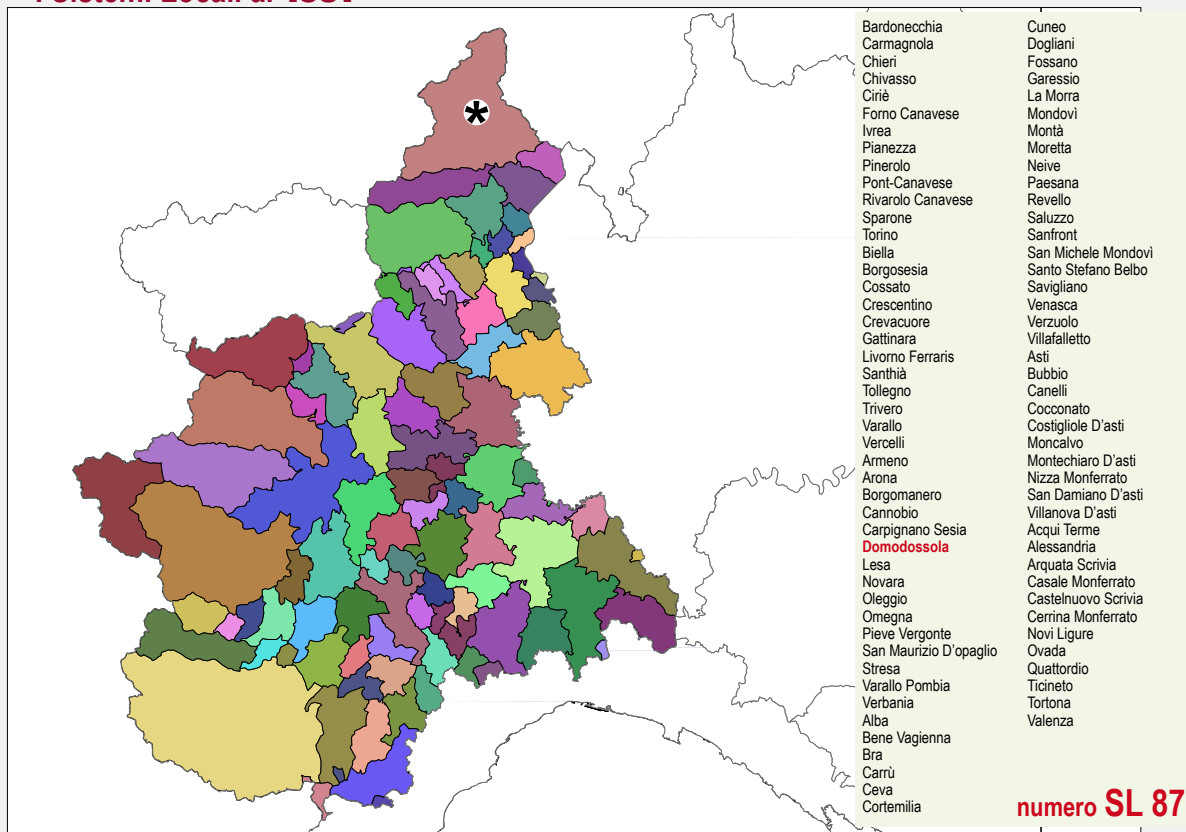 Sistemi Locali
Bardonecchia
Carmagnola
Chieri
Chivasso
Ciriè
Forno Canavese
Ivrea
Pianezza
Pinerolo
Pont-Canavese
Rivarolo Canavese
Sparone
Torino
Biella
Borgosesia
Cossato
Crescentino
Crevacuore
Gattinara
Livorno Ferraris
Santhià
Tollegno
Trivero
Varallo
Vercelli
Armeno
Arona
Borgomanero
Cannobio
Carpignano Sesia
Domodossola
Lesa
Novara
Oleggio
Omegna
Pieve Vergonte
San Maurizio D'opaglio
Stresa
Varallo Pombia
Verbania
Alba
Bene Vagienna
Bra
Carrù
Ceva
Cortemilia
Cuneo
Dogliani
Fossano
Garessio
La Morra
Mondovì
Montà
Moretta
Neive
Paesana
Revello
Saluzzo
Sanfront
San Michele Mondovì
Santo Stefano Belbo
Savigliano
Venasca
Verzuolo
Villafalletto
Asti
Bubbio
Canelli
Cocconato
Costigliole D'asti
Moncalvo
Montechiaro D'asti
Nizza Monferrato
San Damiano D'asti
Villanova D'asti
Acqui Terme
Alessandria
Arquata Scrivia
Casale Monferrato
Castelnuovo Scrivia
Cerrina Monferrato
Novi Ligure
Ovada
Quattordio
Ticineto
Tortona
Valenza
numero SL 87